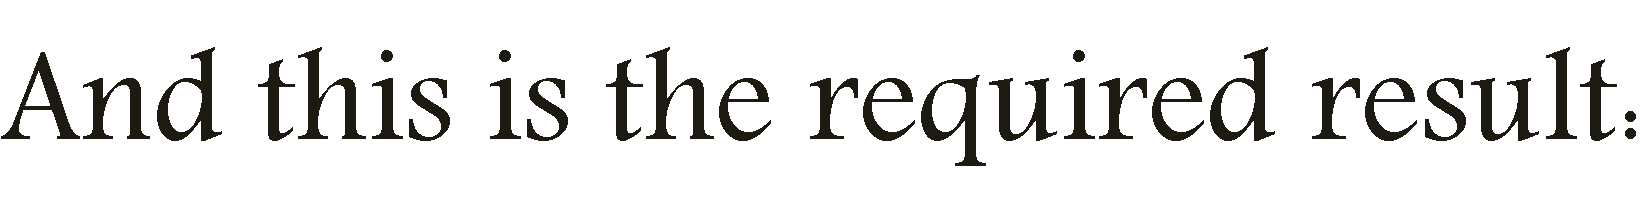 And this is the required result: